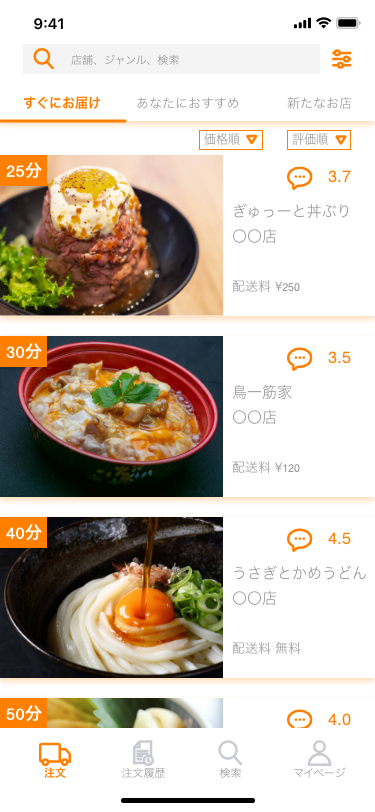 9:41
店舗、ジャンル、検索
すぐにお届け
あなたにおすすめ
新たなお店
価格順
評価順
25分
3.7
ぎゅっーと丼ぶり
〇〇店
配送料 ¥250
30分
3.5
鳥一筋家
〇〇店
配送料 ¥120
40分
4.5
うさぎとかめうどん
〇〇店
配送料 無料
50分
4.0
注文
注文履歴
検索
マイページ